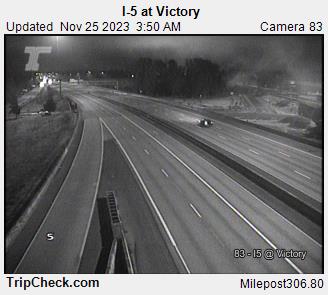 I-5 at Victory
Updated Nov 25 2023 3:50 AM Camera 83
T
S
83 - I5 @ Victory
TripCheck.com Milepost306.80